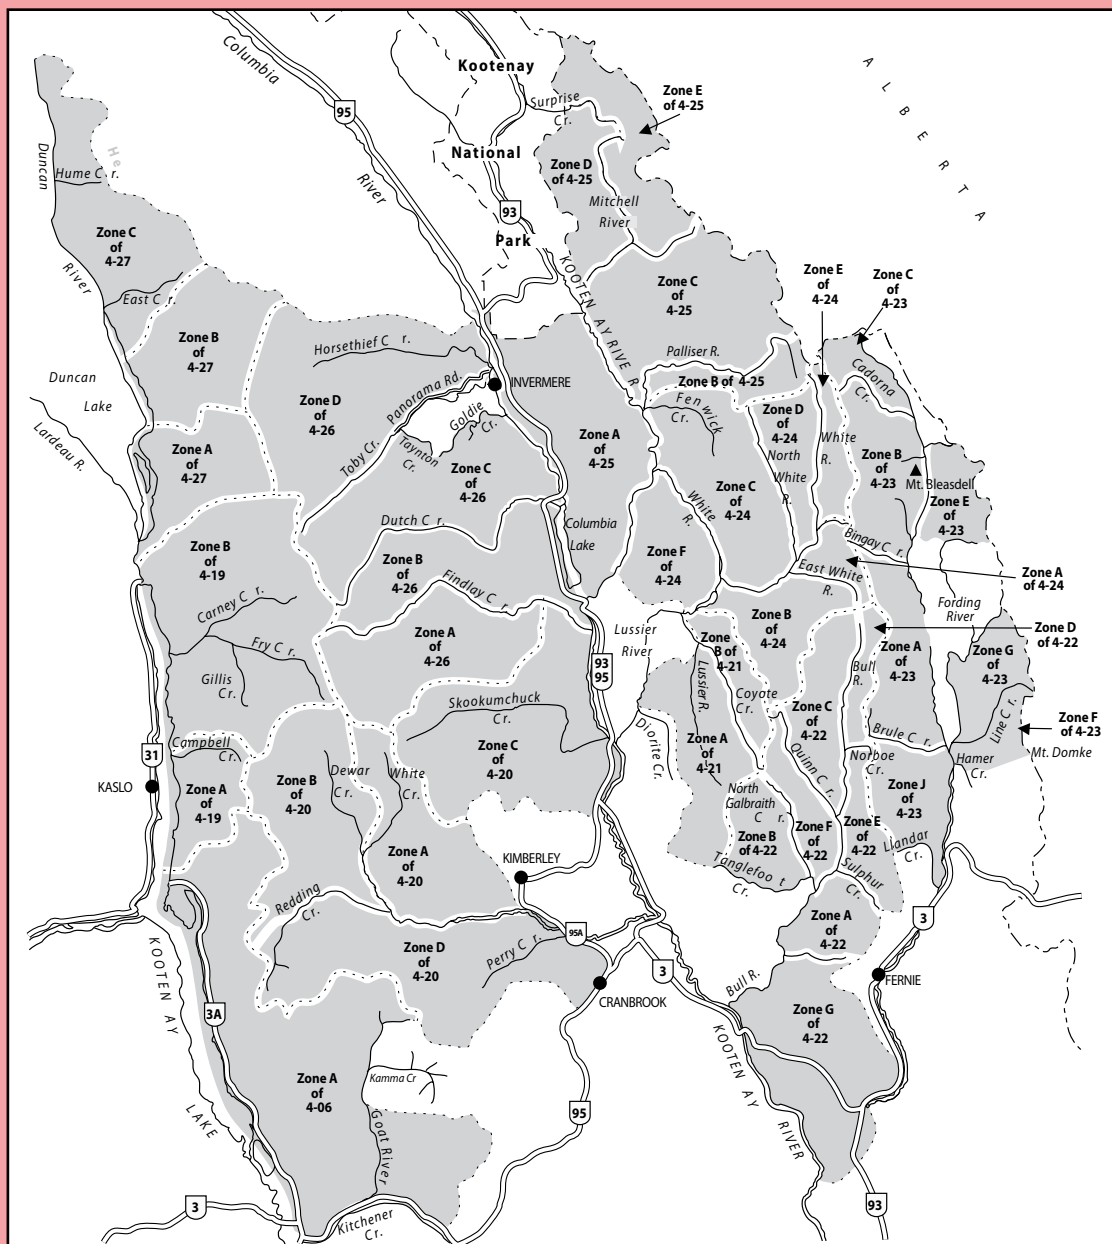 Columbia
River
95
Kootenay
National
Park
93
Surprise
Cr.
Zone E
of 4-25
ALBERTA
Zone D
of 4-25
Mitchell
River
Duncan
River
Hume Cr.
He
Zone C
of
4-27
East Cr.
Zone B
of
4-27
KOOTENAY RIVER
Zone C
of
4-25
Zone E
of
4-24
Zone C
of
4-23
Horsethief Cr.
Palliser R.
Cadorna
Cr.
Duncan
Lake
Lardeau R.
Zone D
of
4-26
Panorama Rd.
INVERMERE
Toby Cr.
Goldie
Cr.
Taynton
Cr.
Zone B of 4-25
Fenwick
Cr.
Zone D
of
4-24
White
R.
Zone A
of
4-27
Zone C
of
4-26
Zone A
of
4-25
North
White
R.
Zone B
of
4-23
Mt. Bleasdell
Zone E
of
4-23
Zone C
of
4-24
White
R.
Dutch Cr.
Columbia
Lake
Zone B
of
4-19
Zone B
of
4-26
Findlay Cr.
Zone F
of
4-24
Bingay Cr.
East White
R.
Zone A
of
4-24
Carney Cr.
Fording
River
Fry Cr.
Zone A
of
4-26
Lussier
River
Zone B
of
4-24
Zone D
of 4-22
Zone
B of
4-21
Gillis
Cr.
93
95
Lussier R.
Bull
R.
Zone A
of
4-23
Zone G
of
4-23
Skookumchuck
Cr.
Coyote
Cr.
Zone C
of
4-22
Line Cr.
Zone F
of 4-23
Campbell
Cr.
Zone C
of
4-20
Diorite Cr.
Zone A
of
4-21
Quinn Cr.
Brule Cr.
Norboe
Cr.
Hamer
Cr.
Mt. Domke
31
KASLO
Zone B
of
4-20
Dewar
Cr.
White
Cr.
Zone A
of
4-19
North
Galbraith
Cr.
Zone J
of
4-23
Zone B
of 4-22
Zone F
of
4-22
Zone E
of
4-22
Llandar
Cr.
Zone A
of
4-20
KIMBERLEY
Tanglefoot
Cr.
Sulphur
Cr.
Redding
Cr.
Zone D
of
4-20
Perry Cr.
95A
Zone A
of
4-22
3
3
Bull R.
FERNIE
CRANBROOK
KOOTENAY
LAKE
3A
Zone G
of
4-22
Zone A
of
4-06
Kamma Cr
Goat River
KOOTENAY
RIVER
95
3
Kitchener
Cr.
93